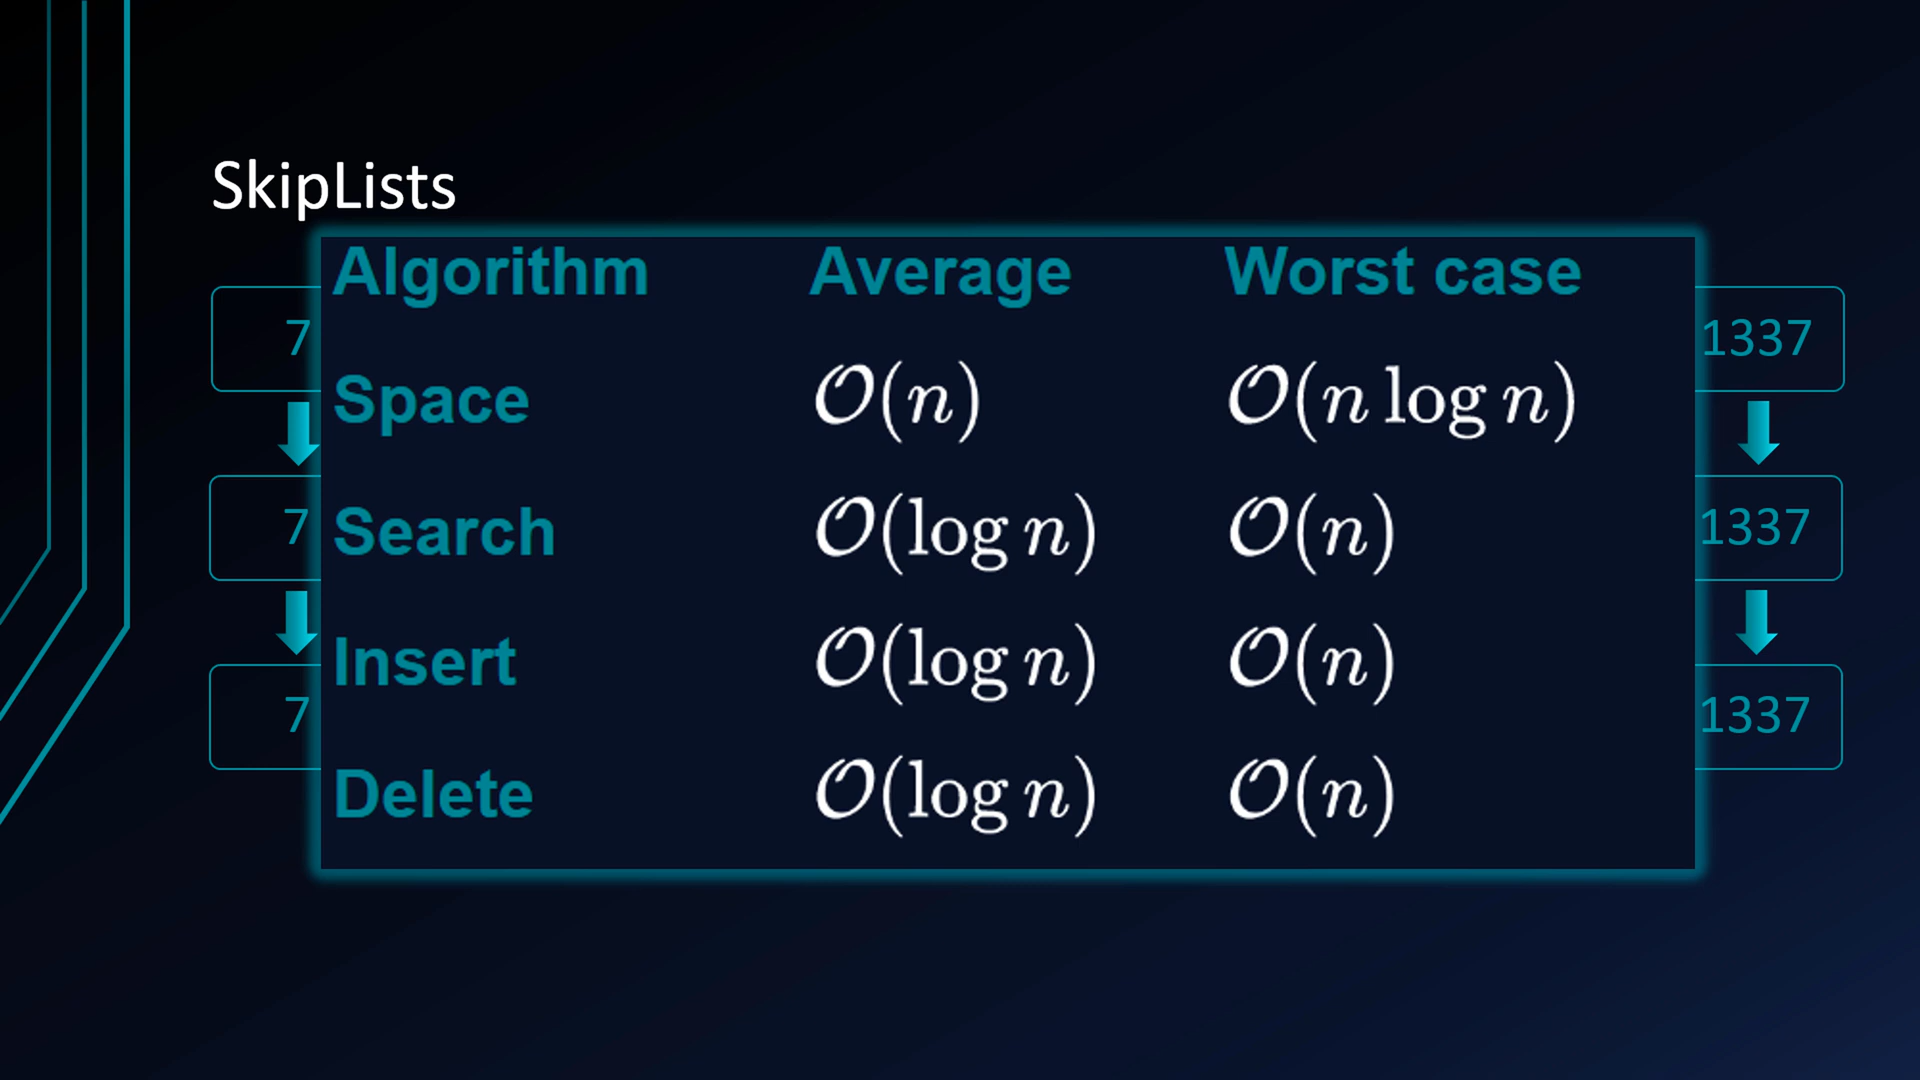 SkipLists
Algorithm Average Worst case
7 1337
Space 𝒪(n) 𝒪(n log n)
7 Search 𝒪(log n) 𝒪(n) 1337
Insert 𝒪(log n) 𝒪(n)
7 1337
Delete 𝒪(log n) 𝒪(n)